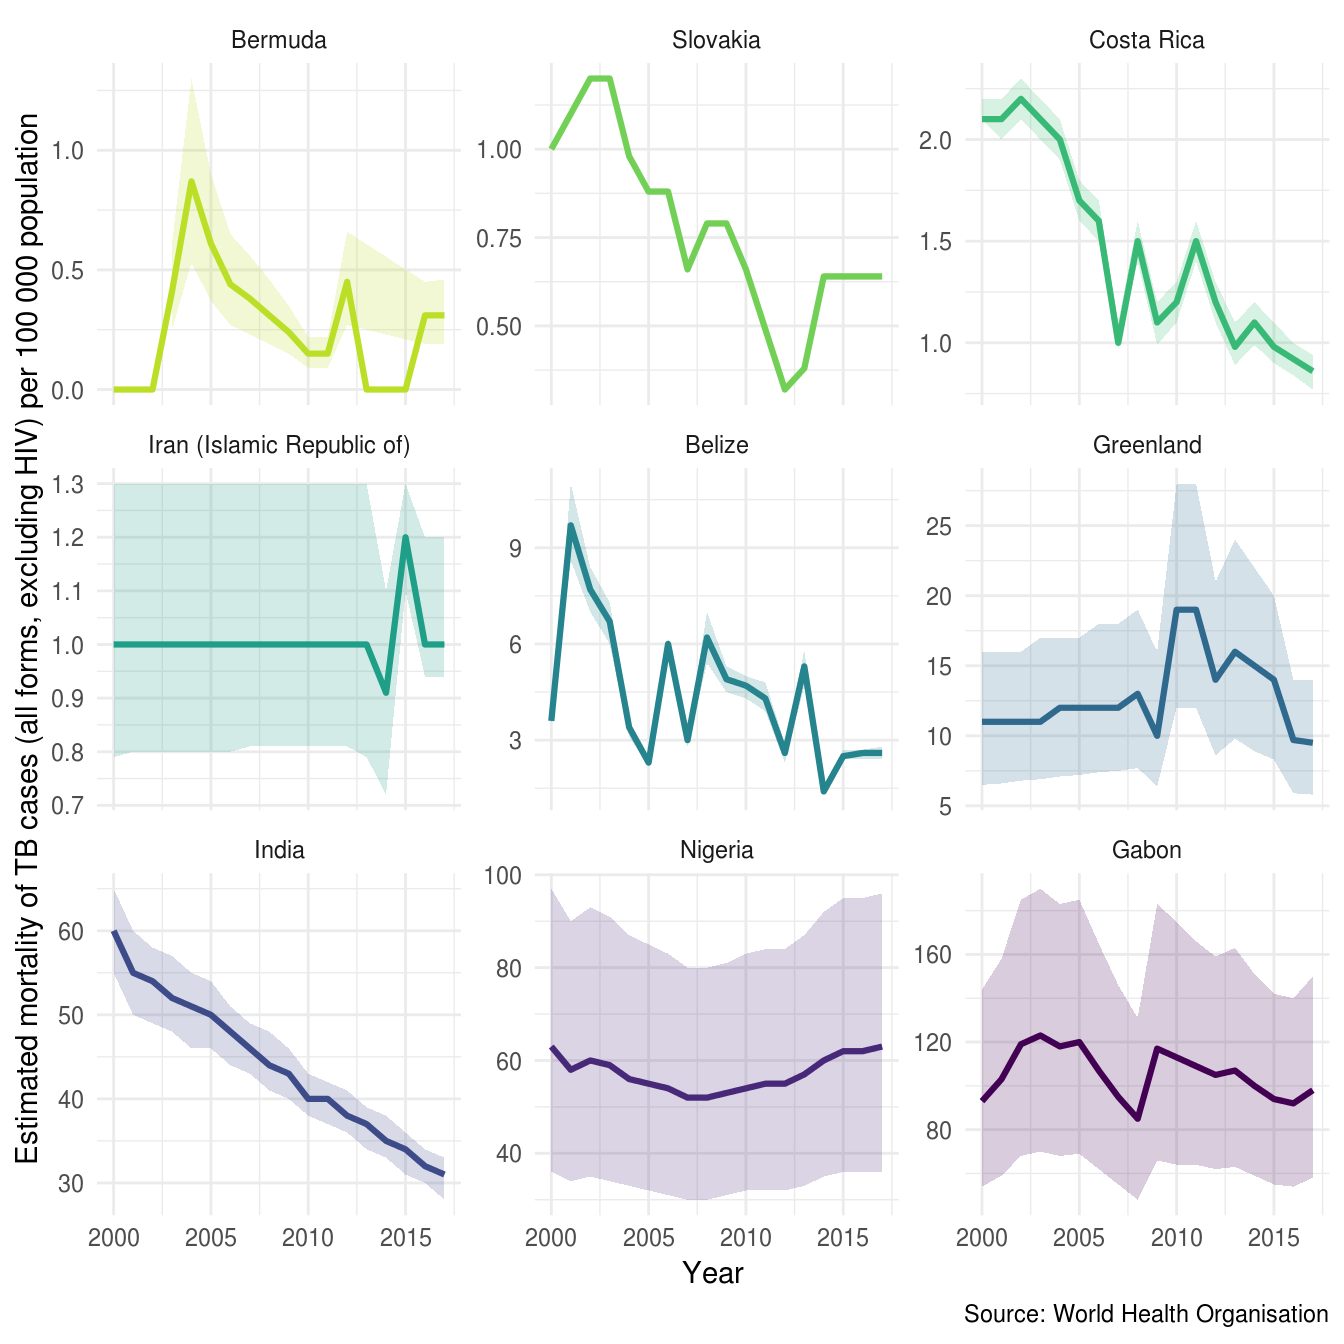 Bermuda
Slovakia
Costa Rica
1.0
0.5
0.0
1.00
0.75
0.50
2.0
1.5
1.0
Iran (Islamic Republic of)
Belize
Greenland
1.3
1.2
1.1
1.0
0.9
0.8
0.7
9
6
3
25
20
15
10
5
India
Nigeria
Gabon
60
50
40
30
100
80
60
40
160
120
80
2000 2005 2010 2015
2000 2005 2010 2015
2000 2005 2010 2015
Estimated mortality of TB cases (all forms, excluding HIV) per 100 000 population
Year
Source: World Health Organisation